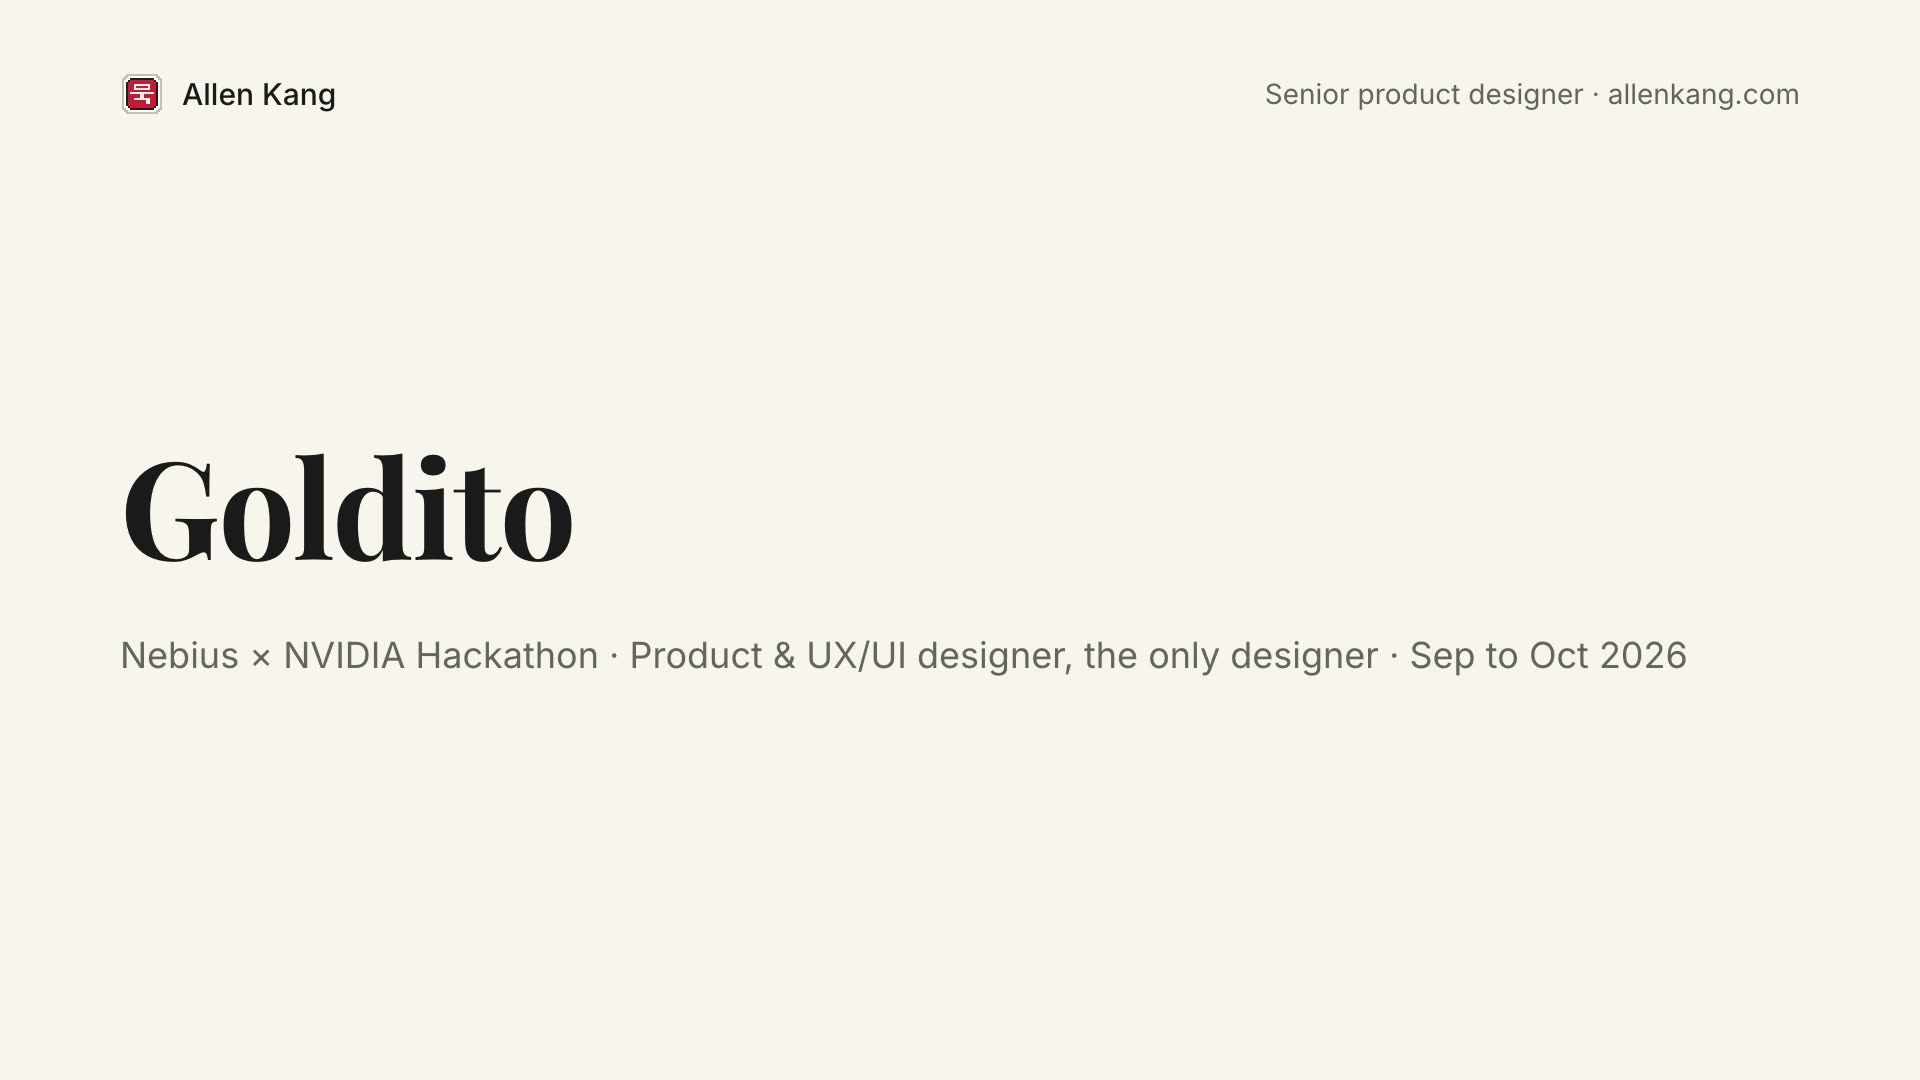 묵 Allen Kang
Senior product designer · allenkang.com
Goldito
Nebius × NVIDIA Hackathon · Product & UX/UI designer, the only designer · Sep to Oct 2026